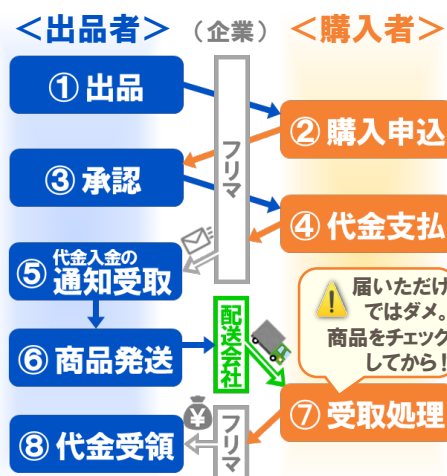 ＜出品者＞ （企業） ＜購入者＞
① 出品
② 購入申込
③ 承認
フリマ
④ 代金支払
代金入金の
⑤ 通知受取
届いただけ
ではダメ。
商品をチェック
してから！
⑥ 商品発送
配送会社
⑦ 受取処理
¥
⑧ 代金受領
フリマ